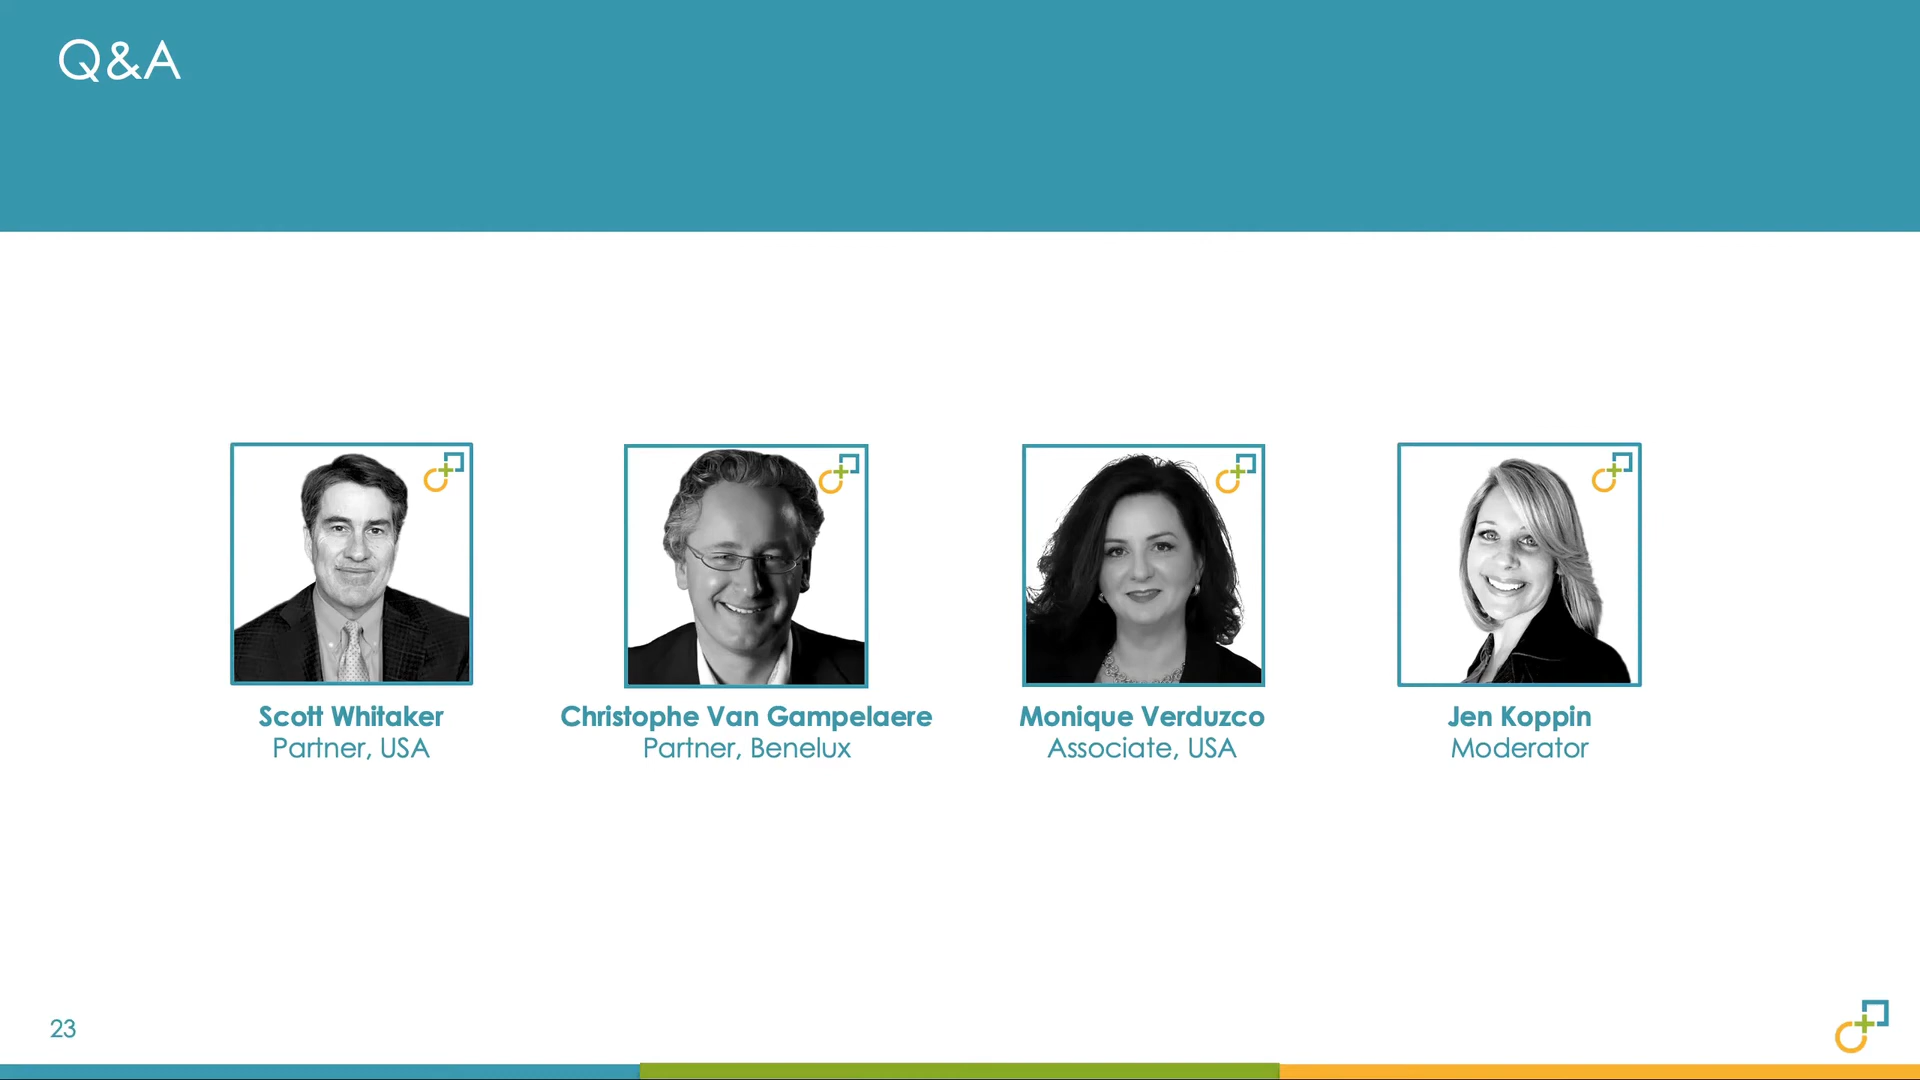 Q&A
Scott Whitaker
Partner, USA
Christophe Van Gampelaere
Partner, Benelux
Monique Verduzco
Associate, USA
Jen Koppin
Moderator
23